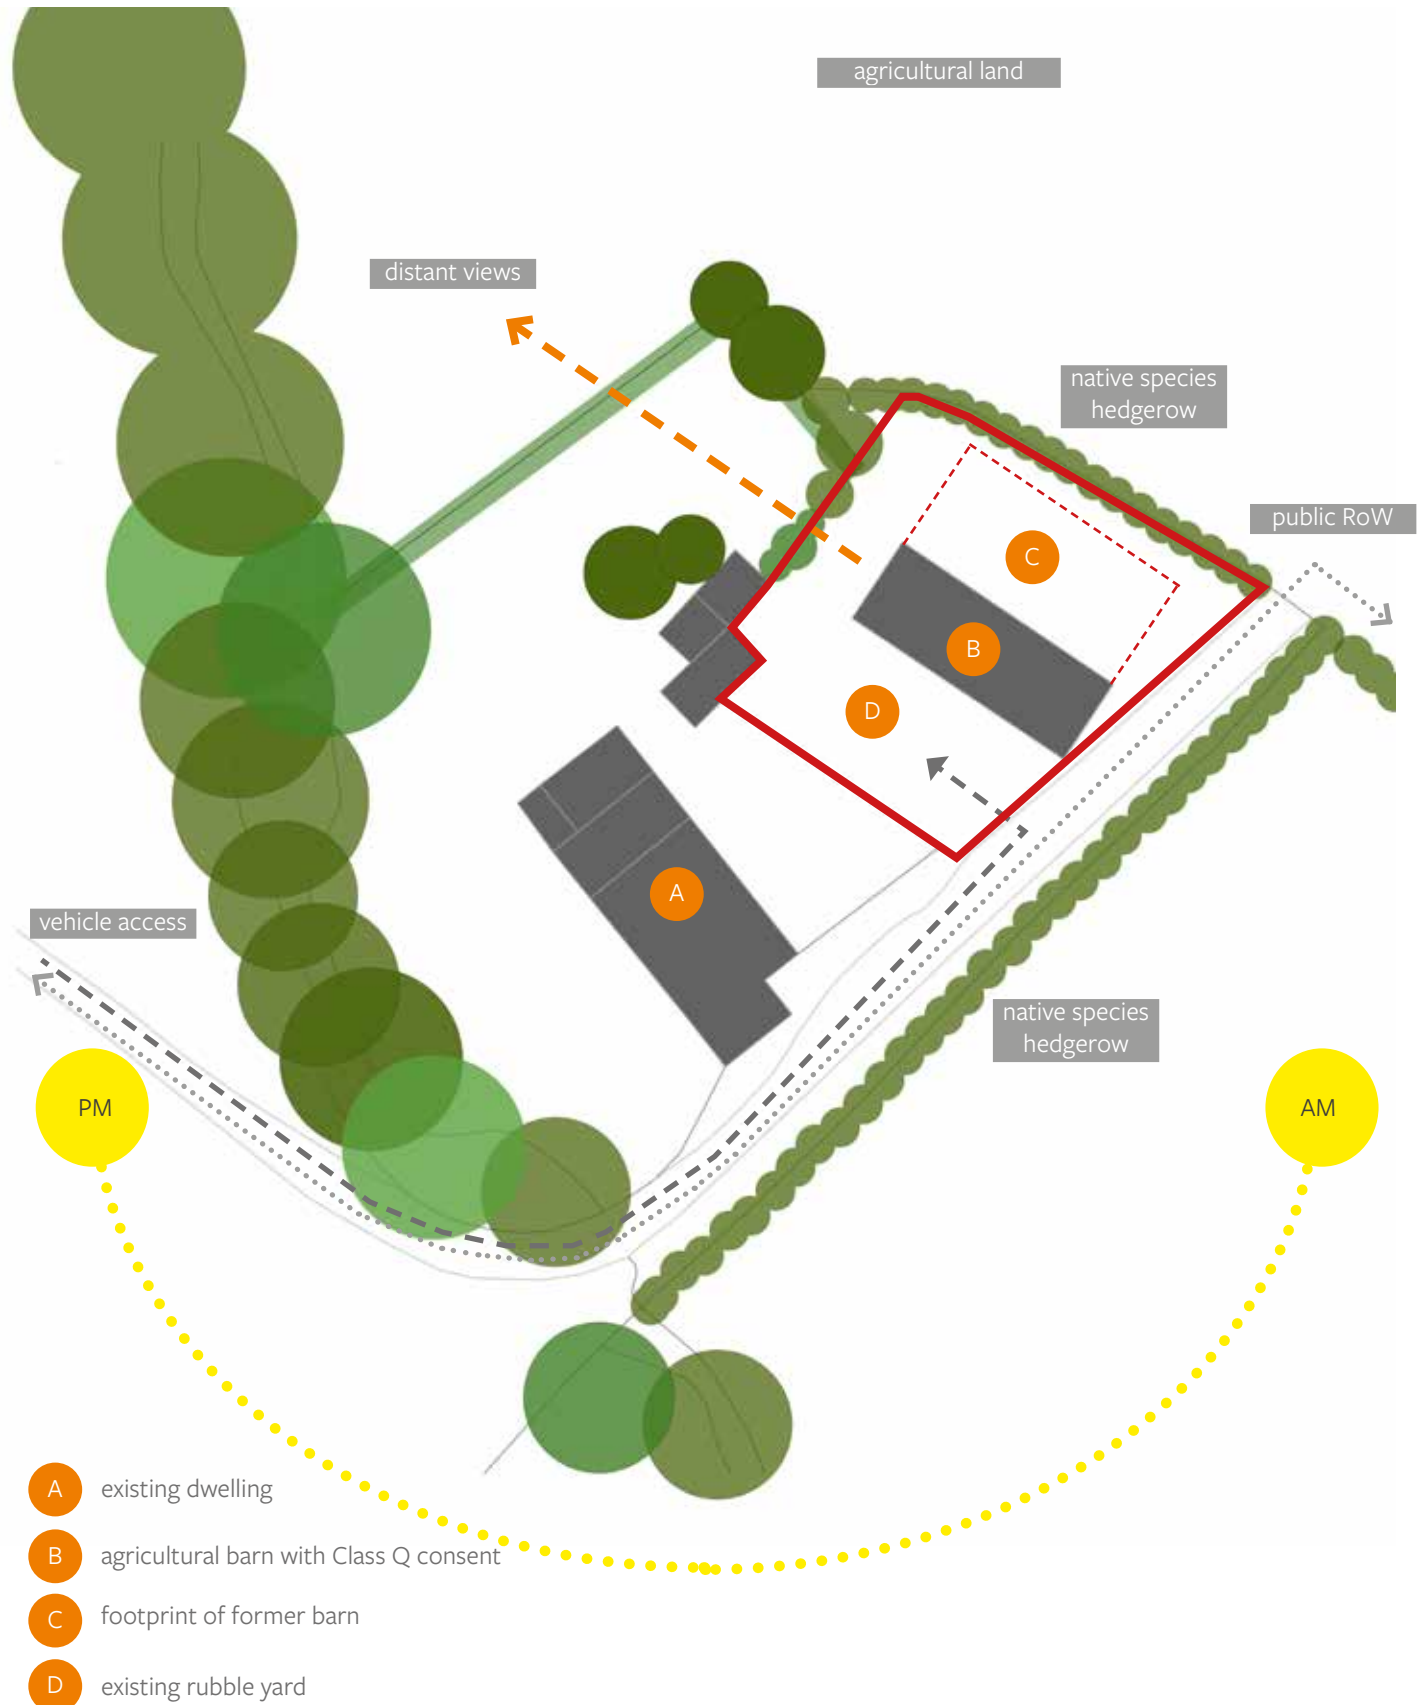 agricultural land
distant views
native species
hedgerow
public RoW
C
B
D
A
vehicle access
native species
hedgerow
PM
AM
A existing dwelling
B agricultural barn with Class Q consent
C footprint of former barn
D existing rubble yard